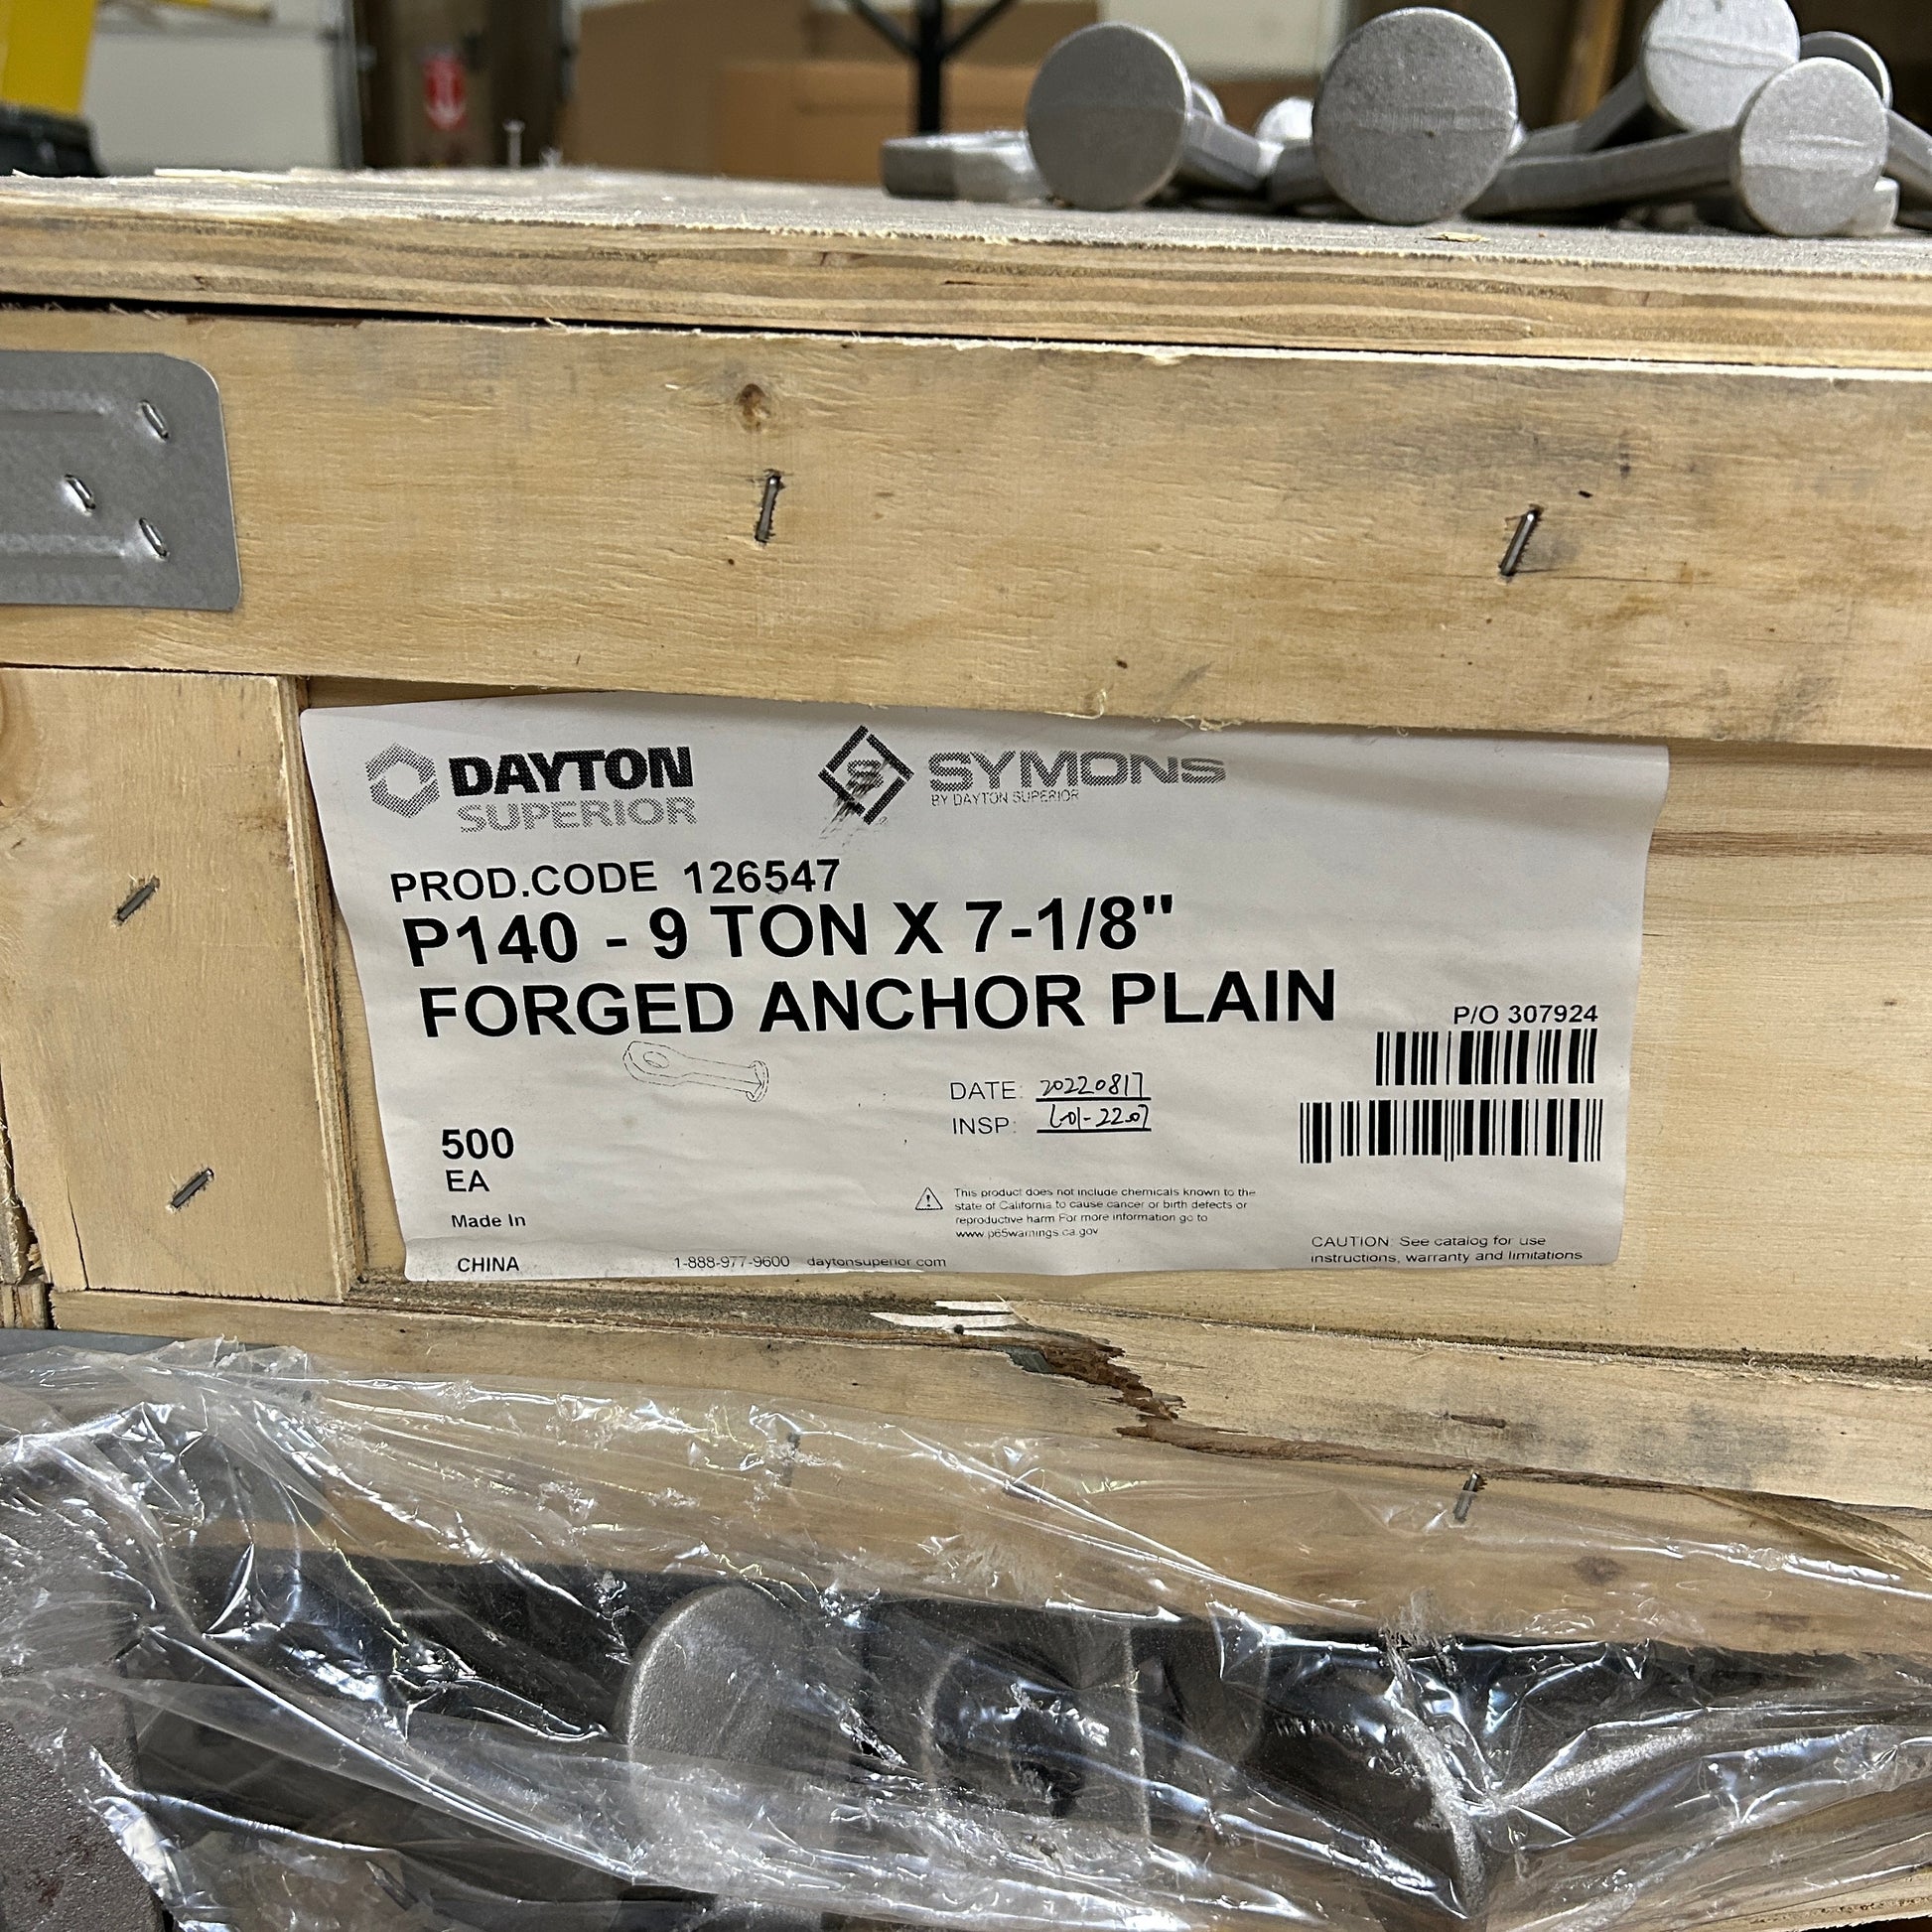 DAYTON
SUPERIOR
SYMONS
BY DAYTON SUPERIOR
PROD.CODE 126547
P140 - 9 TON X 7-1/8"
FORGED ANCHOR PLAIN
P/O 307924
DATE: 20220817
INSP:
500
EA
Made In
CHINA
1-888-977-9600 daytonsuperior.com
This product does not include chemicals known to the
state of California to cause cancer or birth defects or
reproductive harm For more information go to
www.p65warnings.ca.gov
CAUTION: See catalog for use
instructions, warranty and limitations